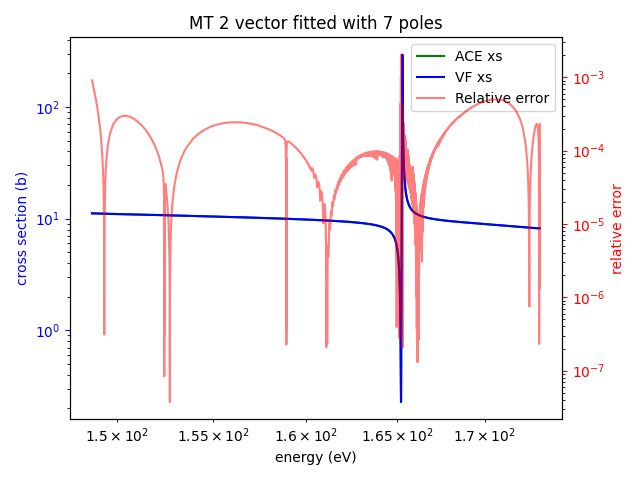 MT 2 vector fitted with 7 poles
ACE xs
VF xs
Relative error
cross section (b)
10²
10¹
10⁰
relative error
10⁻³
10⁻⁴
10⁻⁵
10⁻⁶
10⁻⁷
1.5 × 10² 1.55 × 10² 1.6 × 10² 1.65 × 10² 1.7 × 10²
energy (eV)